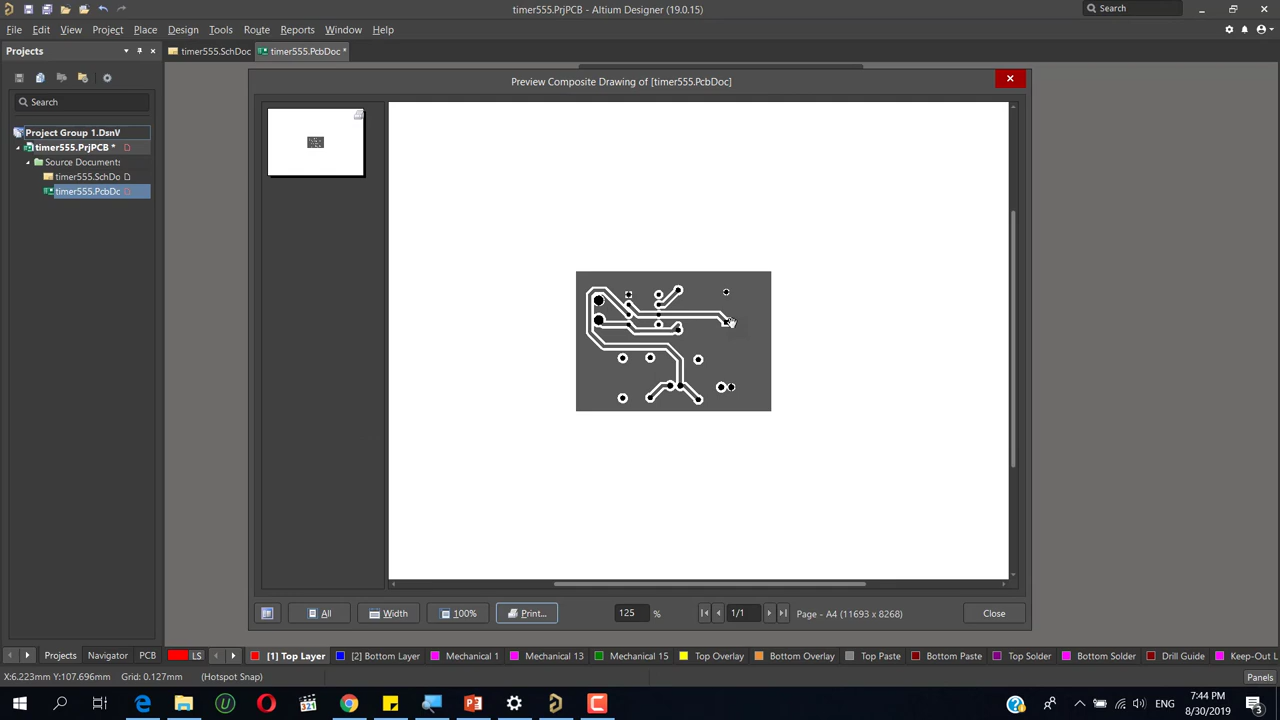 timer555.PrjPCB - Altium Designer (19.0.15)
Search
File Edit View Project Place Design Tools Route Reports Window Help
Projects
timer555.SchDoc
timer555.PcbDoc *
Preview Composite Drawing of [timer555.PcbDoc]
Search
Project Group 1.DsnV
timer555.PrjPCB *
Source Documents
timer555.SchDo
timer555.PcbDc
All
Width
100%
Print...
125 %
1/1
Page - A4 (11693 x 8268)
Close
Projects Navigator PCB
LS
[1] Top Layer
[2] Bottom Layer
Mechanical 1
Mechanical 13
Mechanical 15
Top Overlay
Bottom Overlay
Top Paste
Bottom Paste
Top Solder
Bottom Solder
Drill Guide
Keep-Out L
X:6.223mm Y:107.696mm Grid: 0.127mm (Hotspot Snap)
Panels
321
ENG
7:44 PM
8/30/2019
3